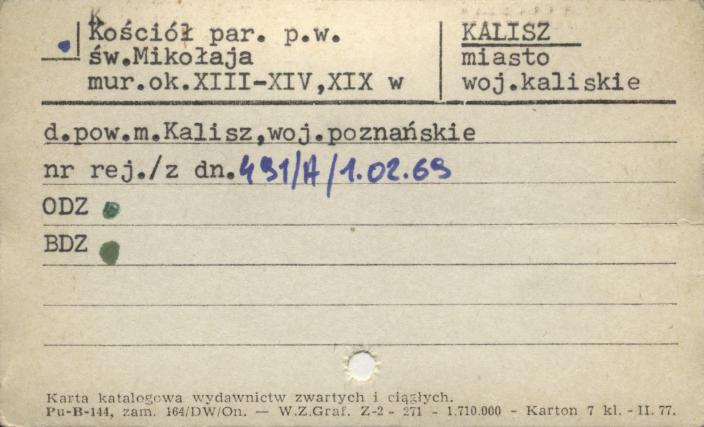 Kościół par. p.w.
św.Mikołaja
mur.ok.XIII-XIV,XIX w
KALISZ
miasto
woj.kaliskie
d.pow.m.Kalisz,woj.poznańskie
nr rej./z dn.491/A/1.02.69
ODZ
BDZ
Karta katalogowa wydawnictw zwartych i ciągłych.
Pu-B-144, zam. 164/DW/On. — W.Z.Graf. Z-2 - 271 - 1.710.000 - Karton 7 kl. - II. 77.